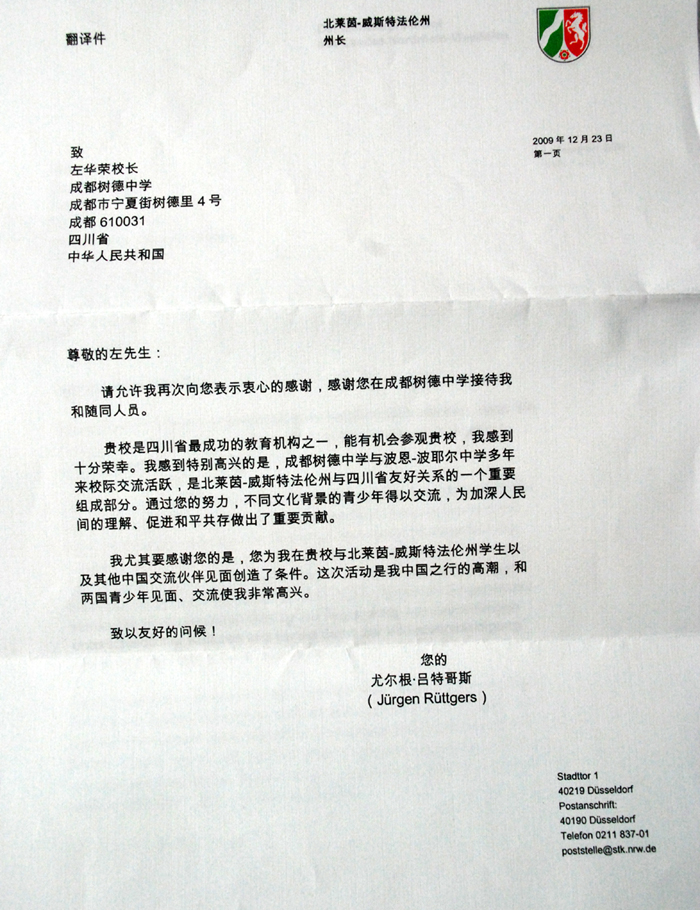 翻译件
北莱茵-威斯特法伦州
州长
2009 年 12 月 23 日
第一页
致
左华荣校长
成都树德中学
成都市宁夏街树德里 4 号
成都 610031
四川省
中华人民共和国
尊敬的左先生：
请允许我再次向您表示衷心的感谢，感谢您在成都树德中学接待我
和随同人员。
贵校是四川省最成功的教育机构之一，能有机会参观贵校，我感到
十分荣幸。我感到特别高兴的是，成都树德中学与波恩-波耶尔中学多年
来校际交流活跃，是北莱茵-威斯特法伦州与四川省友好关系的一个重要
组成部分。通过您的努力，不同文化背景的青少年得以交流，为加深人民
间的理解、促进和平共存做出了重要贡献。
我尤其要感谢您的是，您为我在贵校与北莱茵-威斯特法伦州学生以
及其他中国交流伙伴见面创造了条件。这次活动是我中国之行的高潮，和
两国青少年见面、交流使我非常高兴。
致以友好的问候！
您的
尤尔根·吕特哥斯
（Jürgen Rüttgers）
Stadttor 1
40219 Düsseldorf
Postanschrift:
40190 Düsseldorf
Telefon 0211 837-01
poststelle@stk.nrw.de